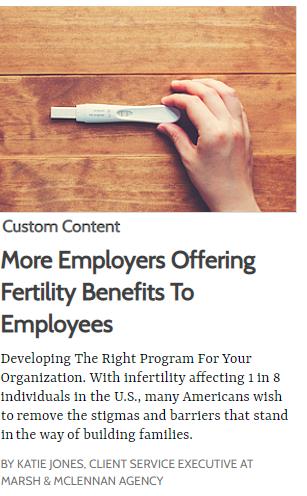 Custom Content
More Employers Offering
Fertility Benefits To
Employees
Developing The Right Program For Your
Organization. With infertility affecting 1 in 8
individuals in the U.S., many Americans wish
to remove the stigmas and barriers that stand
in the way of building families.
BY KATIE JONES, CLIENT SERVICE EXECUTIVE AT
MARSH & MCLENNAN AGENCY